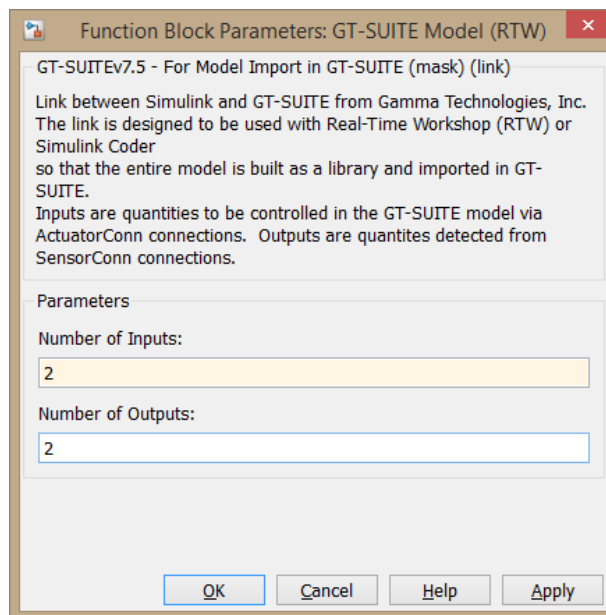 Function Block Parameters: GT-SUITE Model (RTW)
GT-SUITEv7.5 - For Model Import in GT-SUITE (mask) (link)
Link between Simulink and GT-SUITE from Gamma Technologies, Inc.
The link is designed to be used with Real-Time Workshop (RTW) or
Simulink Coder
so that the entire model is built as a library and imported in GT-
SUITE.
Inputs are quantities to be controlled in the GT-SUITE model via
ActuatorConn connections.  Outputs are quantites detected from
SensorConn connections.
Parameters
Number of Inputs:
2
Number of Outputs:
2
OK Cancel Help Apply